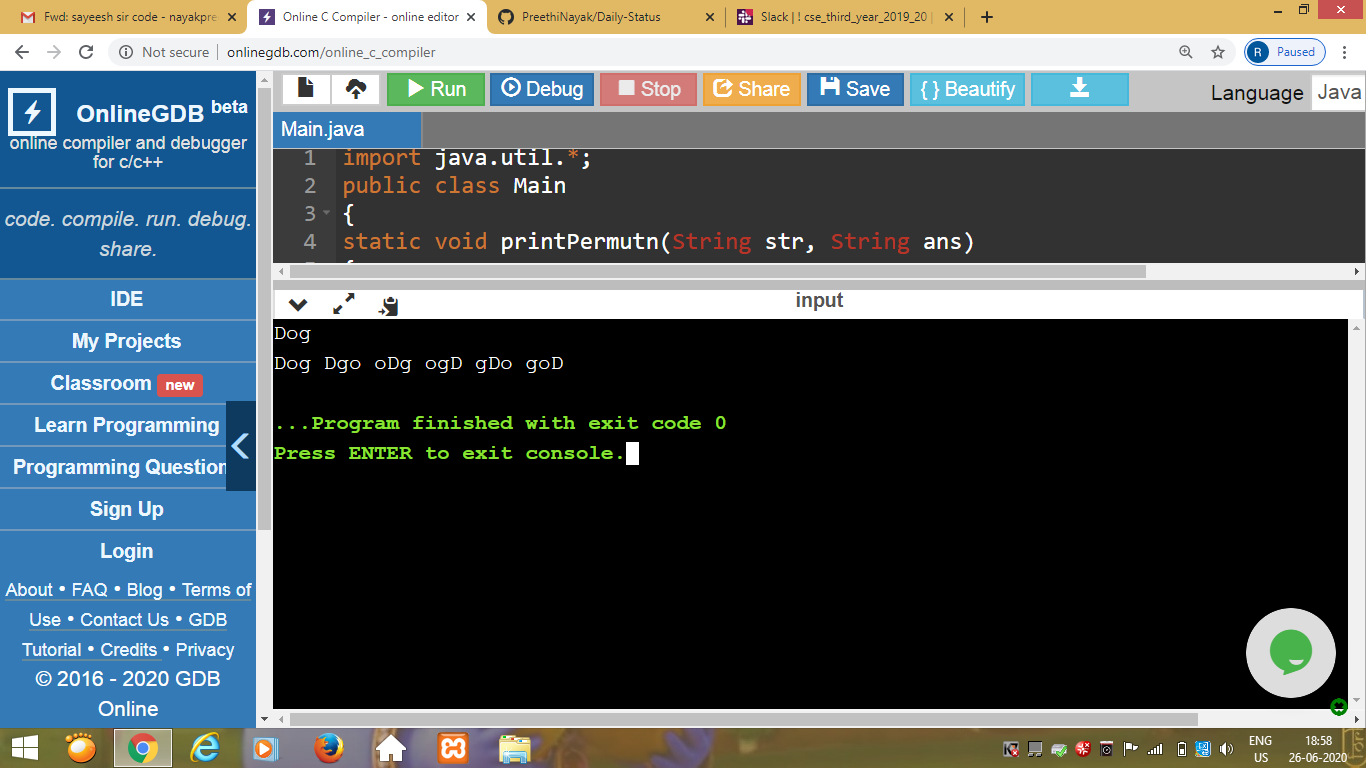 Fwd: sayeesh sir code - nayakpre
Online C Compiler - online editor
PreethiNayak/Daily-Status
Slack | ! cse_third_year_2019_20 |
Not secure | onlinegdb.com/online_c_compiler
R Paused
OnlineGDB beta
online compiler and debugger
for c/c++
code. compile. run. debug.
share.
IDE
My Projects
Classroom new
Learn Programming
Programming Question
Sign Up
Login
About • FAQ • Blog • Terms of
Use • Contact Us • GDB
Tutorial • Credits • Privacy
© 2016 - 2020 GDB
Online
Run Debug Stop Share Save { } Beautify
Language Java
Main.java
1 import java.util.*;
2 public class Main
3 {
4 static void printPermutn(String str, String ans)
input
Dog
Dog Dgo oDg ogD gDo goD
...Program finished with exit code 0
Press ENTER to exit console.
ENG 18:58
US 26-06-2020